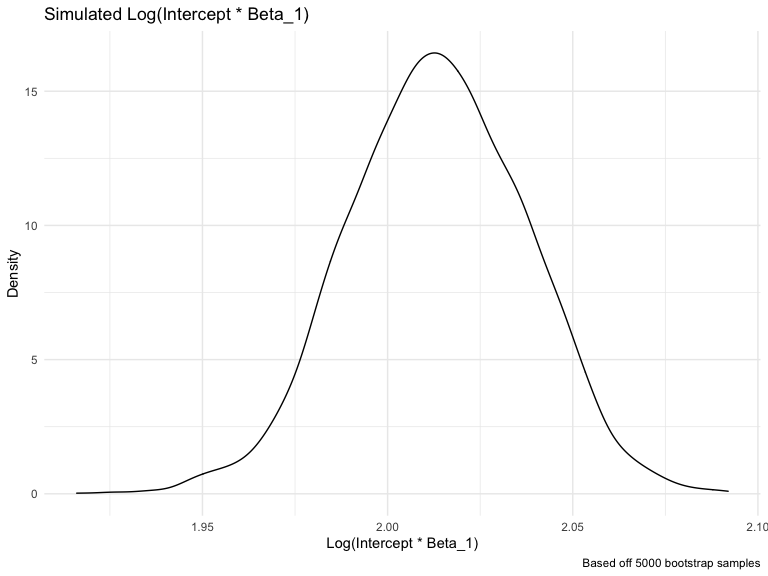 Simulated Log(Intercept * Beta_1)
15
10
5
0
Density
1.95
2.00
2.05
2.10
Log(Intercept * Beta_1)
Based off 5000 bootstrap samples